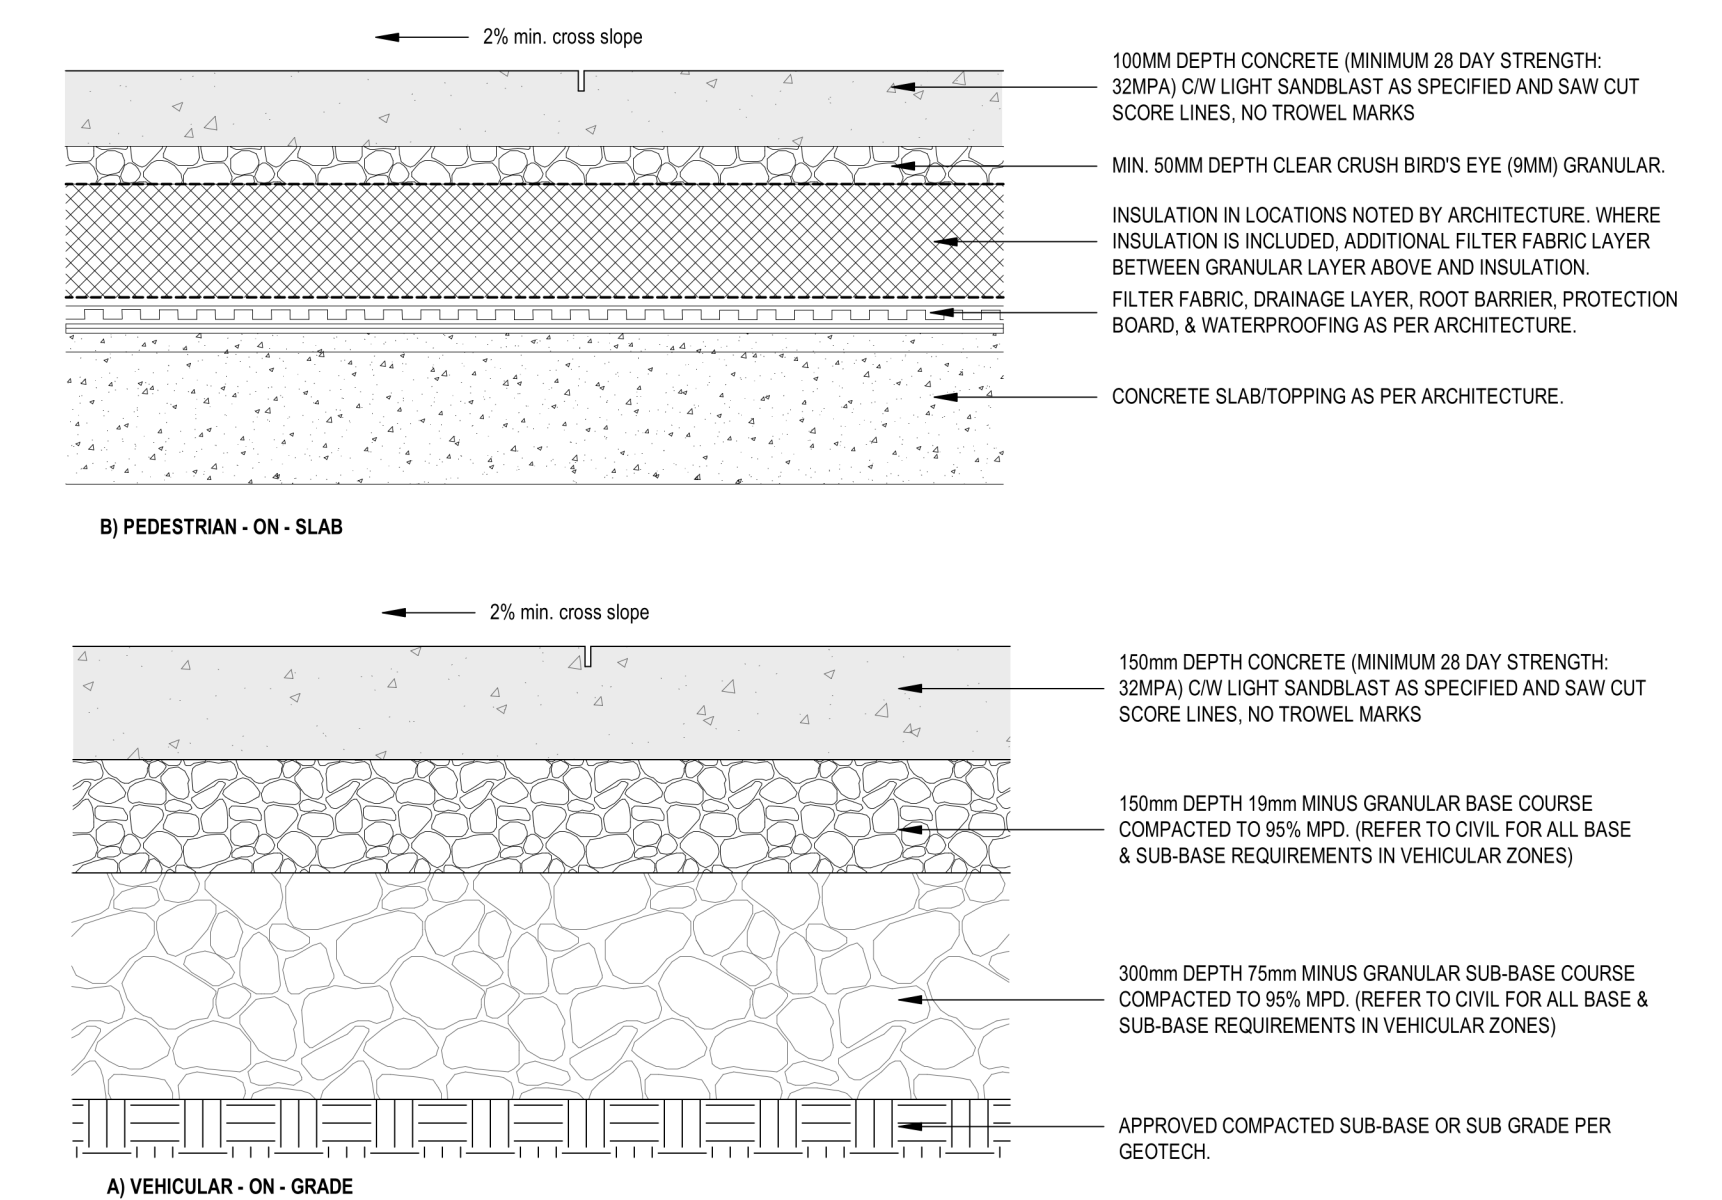 2% min. cross slope
100MM DEPTH CONCRETE (MINIMUM 28 DAY STRENGTH:
32MPA) C/W LIGHT SANDBLAST AS SPECIFIED AND SAW CUT
SCORE LINES, NO TROWEL MARKS
MIN. 50MM DEPTH CLEAR CRUSH BIRD'S EYE (9MM) GRANULAR.
INSULATION IN LOCATIONS NOTED BY ARCHITECTURE. WHERE
INSULATION IS INCLUDED, ADDITIONAL FILTER FABRIC LAYER
BETWEEN GRANULAR LAYER ABOVE AND INSULATION.
FILTER FABRIC, DRAINAGE LAYER, ROOT BARRIER, PROTECTION
BOARD, & WATERPROOFING AS PER ARCHITECTURE.
CONCRETE SLAB/TOPPING AS PER ARCHITECTURE.
B) PEDESTRIAN - ON - SLAB
2% min. cross slope
150mm DEPTH CONCRETE (MINIMUM 28 DAY STRENGTH:
32MPA) C/W LIGHT SANDBLAST AS SPECIFIED AND SAW CUT
SCORE LINES, NO TROWEL MARKS
150mm DEPTH 19mm MINUS GRANULAR BASE COURSE
COMPACTED TO 95% MPD. (REFER TO CIVIL FOR ALL BASE
& SUB-BASE REQUIREMENTS IN VEHICULAR ZONES)
300mm DEPTH 75mm MINUS GRANULAR SUB-BASE COURSE
COMPACTED TO 95% MPD. (REFER TO CIVIL FOR ALL BASE &
SUB-BASE REQUIREMENTS IN VEHICULAR ZONES)
APPROVED COMPACTED SUB-BASE OR SUB GRADE PER
GEOTECH.
A) VEHICULAR - ON - GRADE